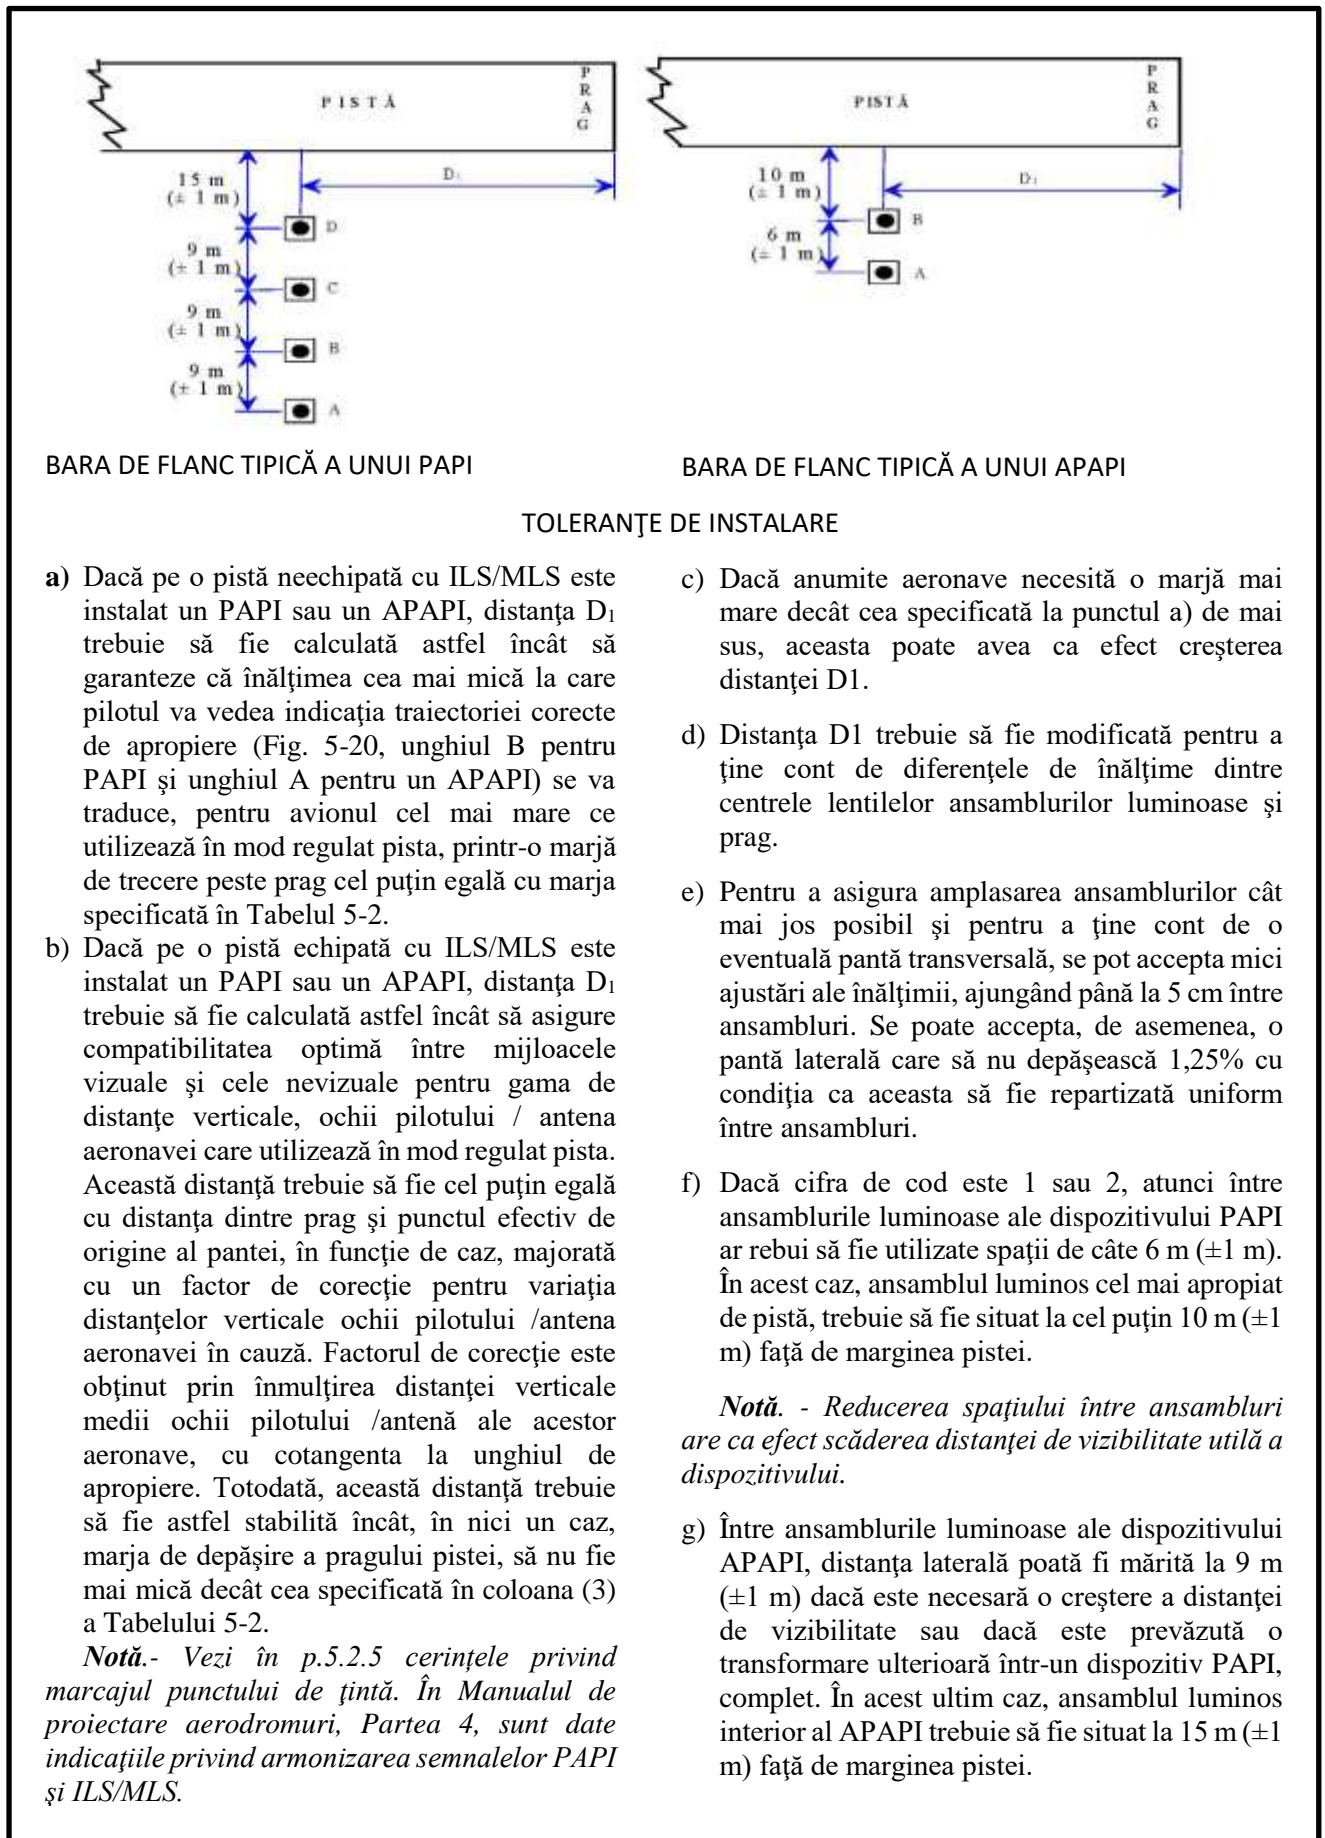 PISTĂ
P
R
A
G
15 m
(± 1 m)
D₁
D
9 m
(± 1 m)
C
9 m
(± 1 m)
B
9 m
(± 1 m)
A
PISTĂ
P
R
A
G
10 m
(± 1 m)
D₁
B
6 m
(± 1 m)
A
BARA DE FLANC TIPICĂ A UNUI PAPI
BARA DE FLANC TIPICĂ A UNUI APAPI
TOLERANŢE DE INSTALARE
a) Dacă pe o pistă neechipată cu ILS/MLS este
instalat un PAPI sau un APAPI, distanţa D₁
trebuie să fie calculată astfel încât să
garanteze că înălţimea cea mai mică la care
pilotul va vedea indicaţia traiectoriei corecte
de apropiere (Fig. 5-20, unghiul B pentru
PAPI şi unghiul A pentru un APAPI) se va
traduce, pentru avionul cel mai mare ce
utilizează în mod regulat pista, printr-o marjă
de trecere peste prag cel puţin egală cu marja
specificată în Tabelul 5-2.
b) Dacă pe o pistă echipată cu ILS/MLS este
instalat un PAPI sau un APAPI, distanţa D₁
trebuie să fie calculată astfel încât să asigure
compatibilitatea optimă între mijloacele
vizuale şi cele nevizuale pentru gama de
distanţe verticale, ochii pilotului / antena
aeronavei care utilizează în mod regulat pista.
Această distanţă trebuie să fie cel puţin egală
cu distanţa dintre prag şi punctul efectiv de
origine al pantei, în funcţie de caz, majorată
cu un factor de corecţie pentru variaţia
distanţelor verticale ochii pilotului /antena
aeronavei în cauză. Factorul de corecţie este
obţinut prin înmulţirea distanţei verticale
medii ochii pilotului /antenă ale acestor
aeronave, cu cotangenta la unghiul de
apropiere. Totodată, această distanţă trebuie
să fie astfel stabilită încât, în nici un caz,
marja de depăşire a pragului pistei, să nu fie
mai mică decât cea specificată în coloana (3)
a Tabelului 5-2.
Notă.- Vezi în p.5.2.5 cerinţele privind
marcajul punctului de ţintă. În Manualul de
proiectare aerodromuri, Partea 4, sunt date
indicaţiile privind armonizarea semnalelor PAPI
şi ILS/MLS.
c) Dacă anumite aeronave necesită o marjă mai
mare decât cea specificată la punctul a) de mai
sus, aceasta poate avea ca efect creşterea
distanţei D1.
d) Distanţa D1 trebuie să fie modificată pentru a
ţine cont de diferenţele de înălţime dintre
centrele lentilelor ansamblurilor luminoase şi
prag.
e) Pentru a asigura amplasarea ansamblurilor cât
mai jos posibil şi pentru a ţine cont de o
eventuală pantă transversală, se pot accepta mici
ajustări ale înălţimii, ajungând până la 5 cm între
ansambluri. Se poate accepta, de asemenea, o
pantă laterală care să nu depăşească 1,25% cu
condiţia ca aceasta să fie repartizată uniform
între ansambluri.
f) Dacă cifra de cod este 1 sau 2, atunci între
ansamblurile luminoase ale dispozitivului PAPI
ar rebui să fie utilizate spaţii de câte 6 m (±1 m).
În acest caz, ansamblul luminos cel mai apropiat
de pistă, trebuie să fie situat la cel puţin 10 m (±1
m) faţă de marginea pistei.
Notă. - Reducerea spaţiului între ansambluri
are ca efect scăderea distanţei de vizibilitate utilă a
dispozitivului.
g) Între ansamblurile luminoase ale dispozitivului
APAPI, distanţa laterală poată fi mărită la 9 m
(±1 m) dacă este necesară o creştere a distanţei
de vizibilitate sau dacă este prevăzută o
transformare ulterioară într-un dispozitiv PAPI,
complet. În acest ultim caz, ansamblul luminos
interior al APAPI trebuie să fie situat la 15 m (±1
m) faţă de marginea pistei.